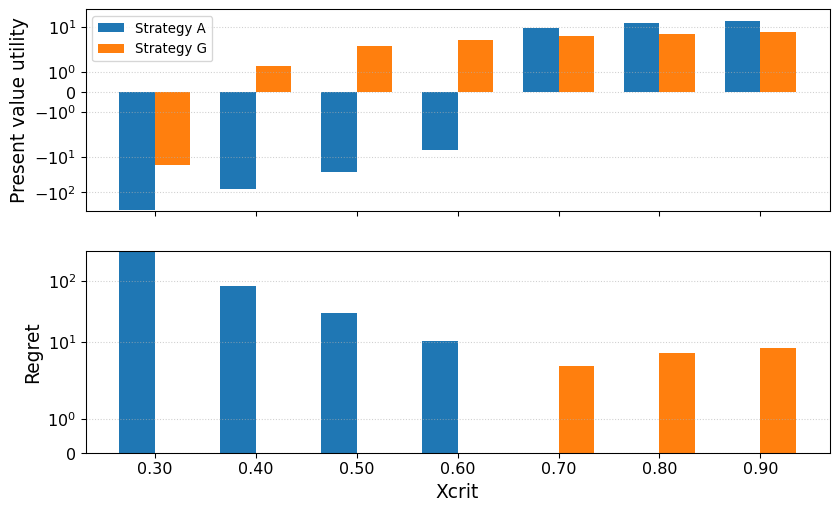 Strategy A
Strategy G
Present value utility
10¹
10⁰
0
−10⁰
−10¹
−10²
Regret
10²
10¹
10⁰
0
0.30 0.40 0.50 0.60 0.70 0.80 0.90
Xcrit